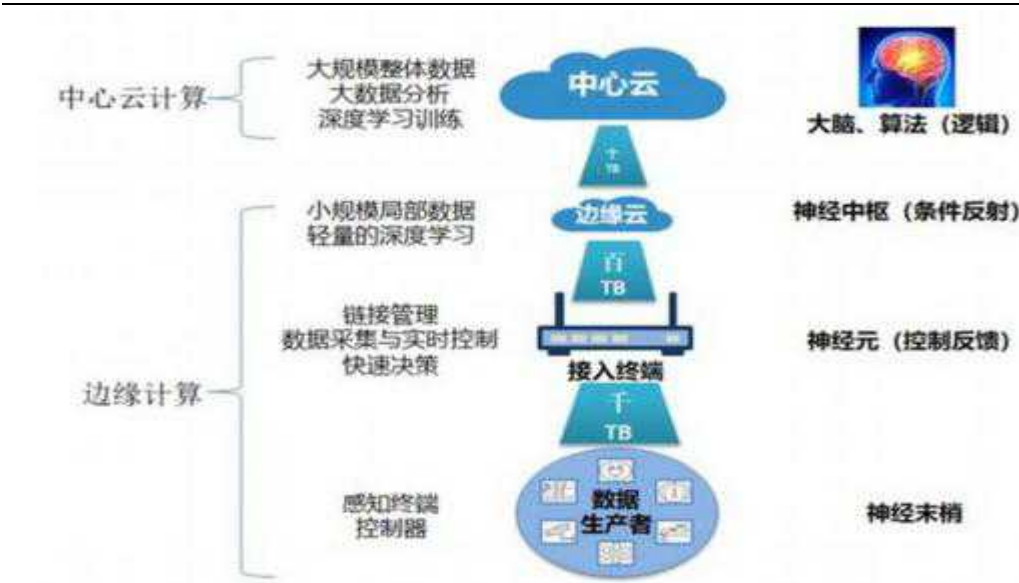 中心云计算
大规模整体数据
大数据分析
深度学习训练
中心云
大脑、算法（逻辑）
十
TB
小规模局部数据
轻量的深度学习
边缘云
神经中枢（条件反射）
百
TB
链接管理
数据采集与实时控制
快速决策
接入终端
神经元（控制反馈）
边缘计算
千
TB
感知终端
控制器
数据
生产者
神经末梢